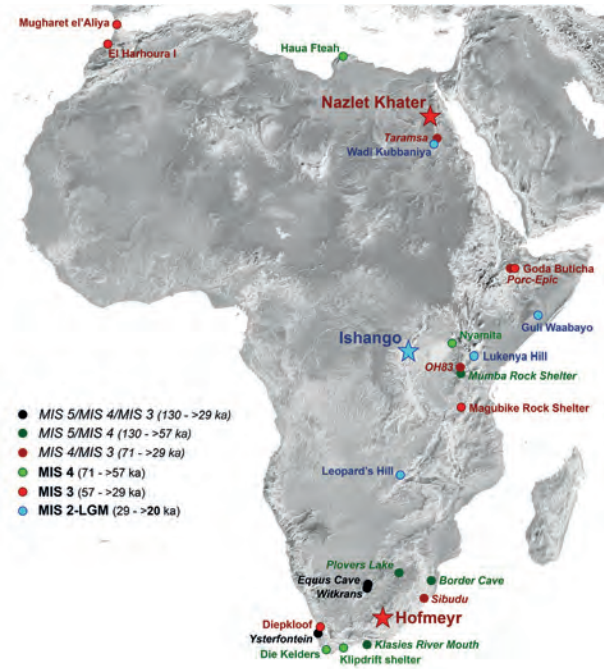 Mugharet el'Aliya
El Harhoura I
Haua Fteah
Nazlet Khater
Taramsa
Wadi Kubbaniya
Goda Buticha
Porc-Epic
Guli Waabayo
Nyamita
Ishango
Lukenya Hill
OH83
Mumba Rock Shelter
Magubike Rock Shelter
MIS 5/MIS 4/MIS 3 (130 - >29 ka)
MIS 5/MIS 4 (130 - >57 ka)
MIS 4/MIS 3 (71 - >29 ka)
MIS 4 (71 - >57 ka)
MIS 3 (57 - >29 ka)
MIS 2-LGM (29 - >20 ka)
Leopard's Hill
Plovers Lake
Equus Cave
Border Cave
Witkrans
Sibudu
Hofmeyr
Diepkloof
Ysterfontein
Klasies River Mouth
Die Kelders
Klipdrift shelter